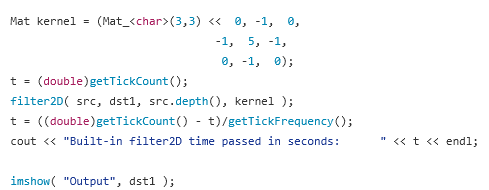 Mat kernel = (Mat_<char>(3,3) <<  0, -1,  0,
                               -1,  5, -1,
                                0, -1,  0);
t = (double)getTickCount();
filter2D( src, dst1, src.depth(), kernel );
t = ((double)getTickCount() - t)/getTickFrequency();
cout << "Built-in filter2D time passed in seconds:      " << t << endl;
imshow( "Output", dst1 );